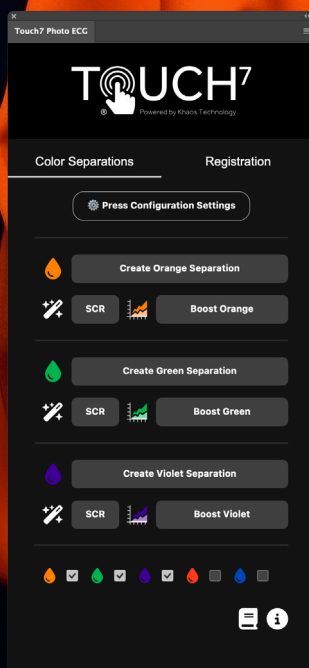 Touch7 Photo ECG
TOUCH7
® Powered by Khaos Technology
Color Separations Registration
Press Configuration Settings
Create Orange Separation
SCR Boost Orange
Create Green Separation
SCR Boost Green
Create Violet Separation
SCR Boost Violet